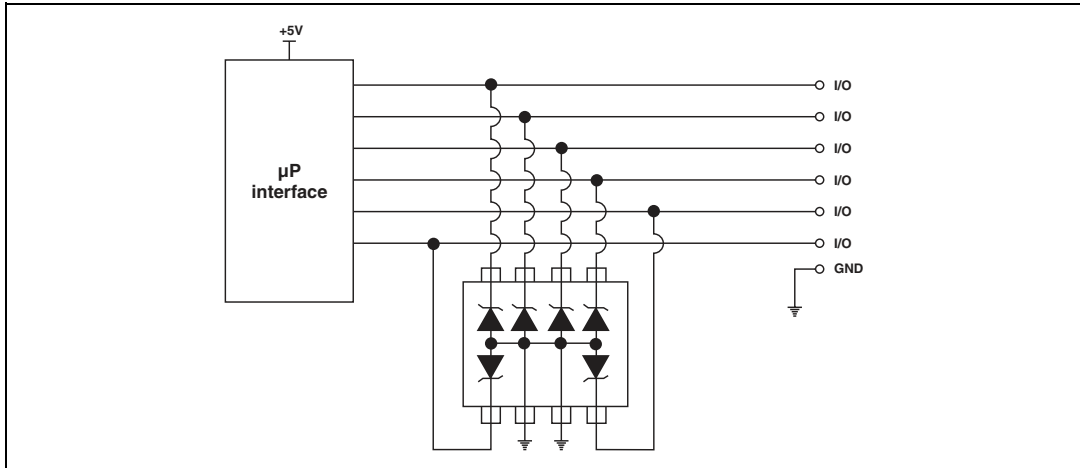 +5V
µP
interface
I/O
I/O
I/O
I/O
I/O
I/O
GND